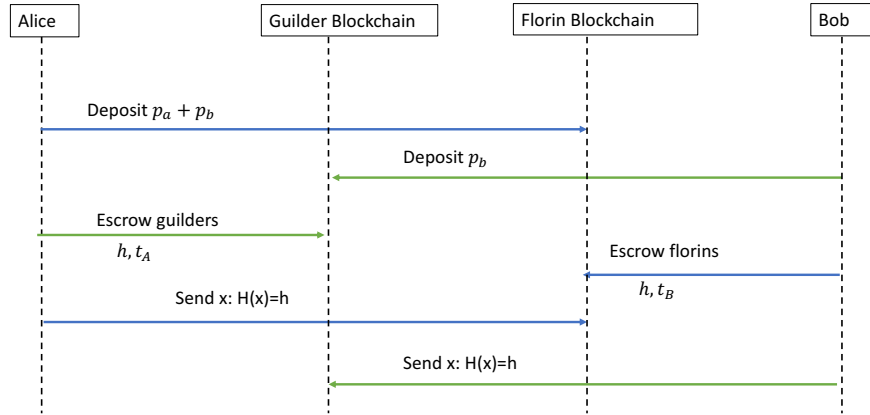 Alice
Guilder Blockchain
Florin Blockchain
Bob
Deposit $p_a + p_b$
Deposit $p_b$
Escrow guilders
$h, t_A$
Escrow florins
$h, t_B$
Send x: H(x)=h
Send x: H(x)=h